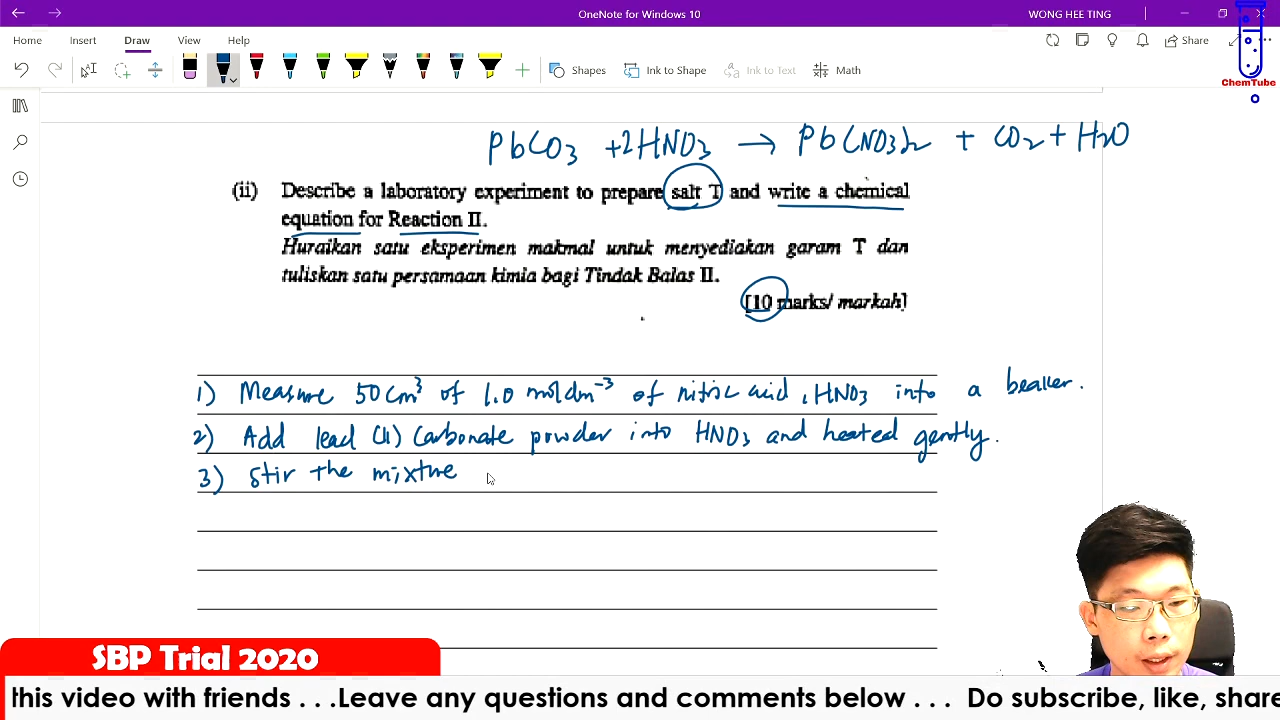 OneNote for Windows 10
WONG HEE TING
Home Insert Draw View Help
Share
Shapes Ink to Shape Ink to Text Math
ChemTube
PbCO3 + 2HNO3 → Pb(NO3)2 + CO2 + H2O
(ii) Describe a laboratory experiment to prepare salt T and write a chemical
equation for Reaction II.
Huraikan satu eksperimen makmal untuk menyediakan garam T dan
tuliskan satu persamaan kimia bagi Tindak Balas II.
[10 marks/ markah]
1) Measure 50cm³ of 1.0 moldm⁻³ of nitric acid, HNO3 into a beaker.
2) Add lead (II) carbonate powder into HNO3 and heated gently.
3) Stir the mixture
SBP Trial 2020
this video with friends . . .Leave any questions and comments below . . . Do subscribe, like, share